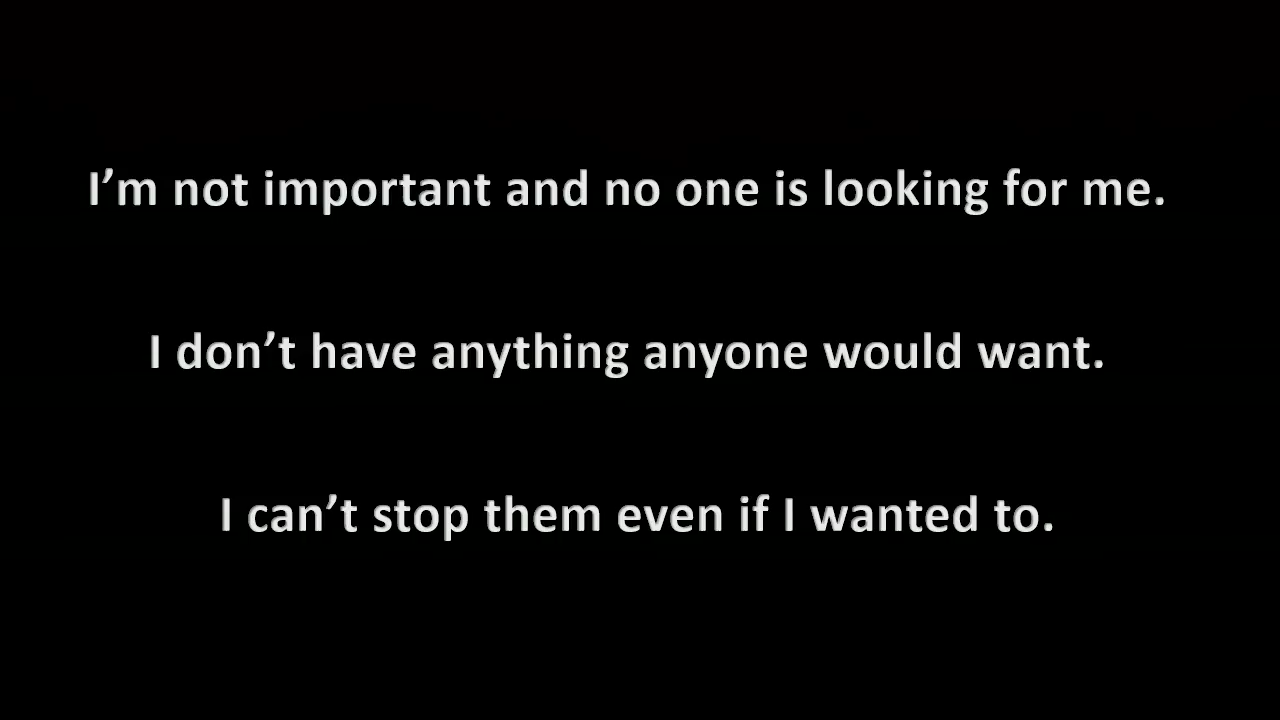 I’m not important and no one is looking for me.
I don’t have anything anyone would want.
I can’t stop them even if I wanted to.